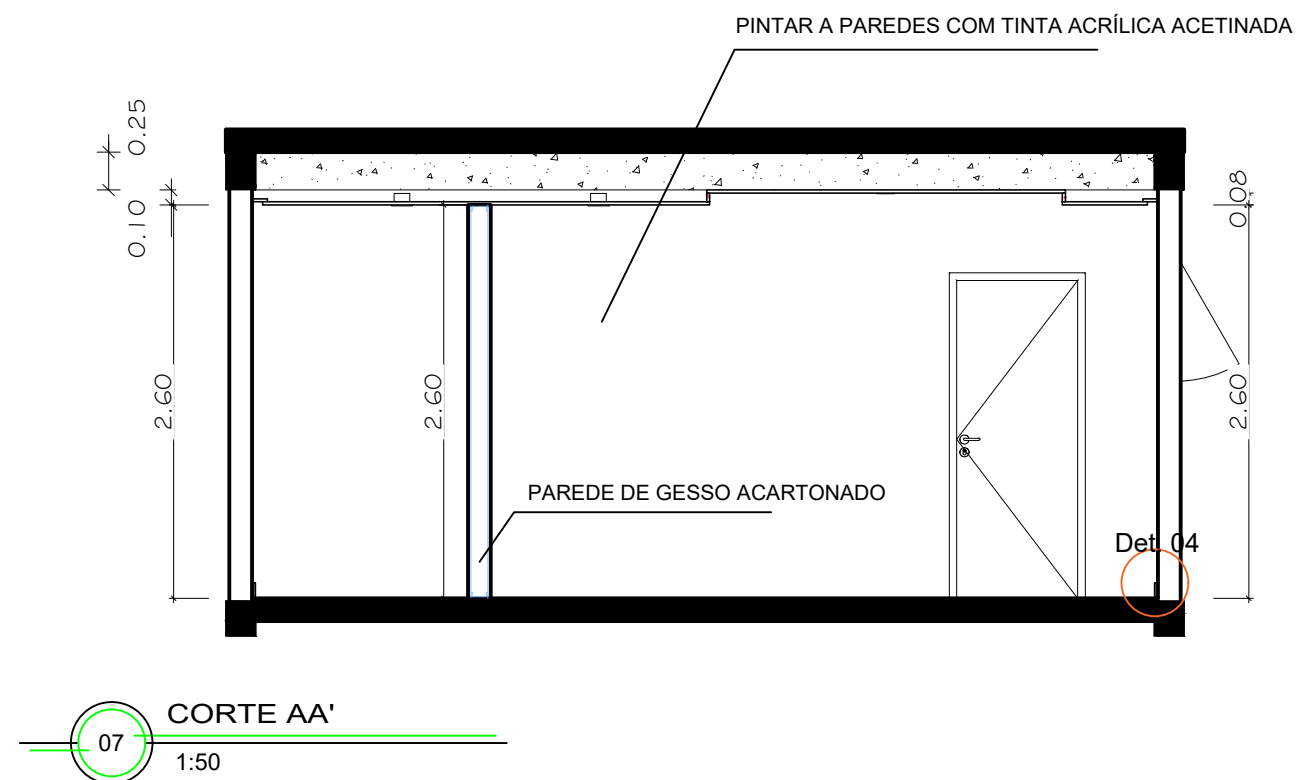 PINTAR A PAREDES COM TINTA ACRÍLICA ACETINADA
0.25
0.10
0.08
2.60
2.60
2.60
PAREDE DE GESSO ACARTONADO
Det. 04
CORTE AA'
07
1:50